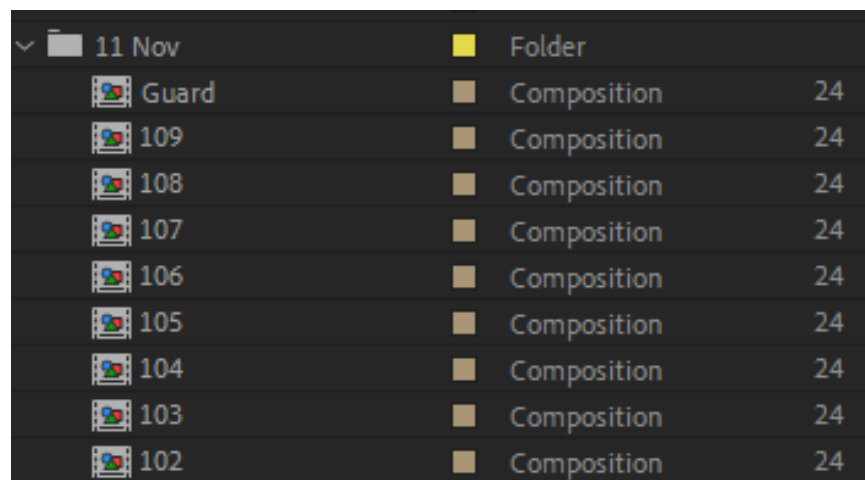 11 Nov Folder
Guard Composition 24
109 Composition 24
108 Composition 24
107 Composition 24
106 Composition 24
105 Composition 24
104 Composition 24
103 Composition 24
102 Composition 24